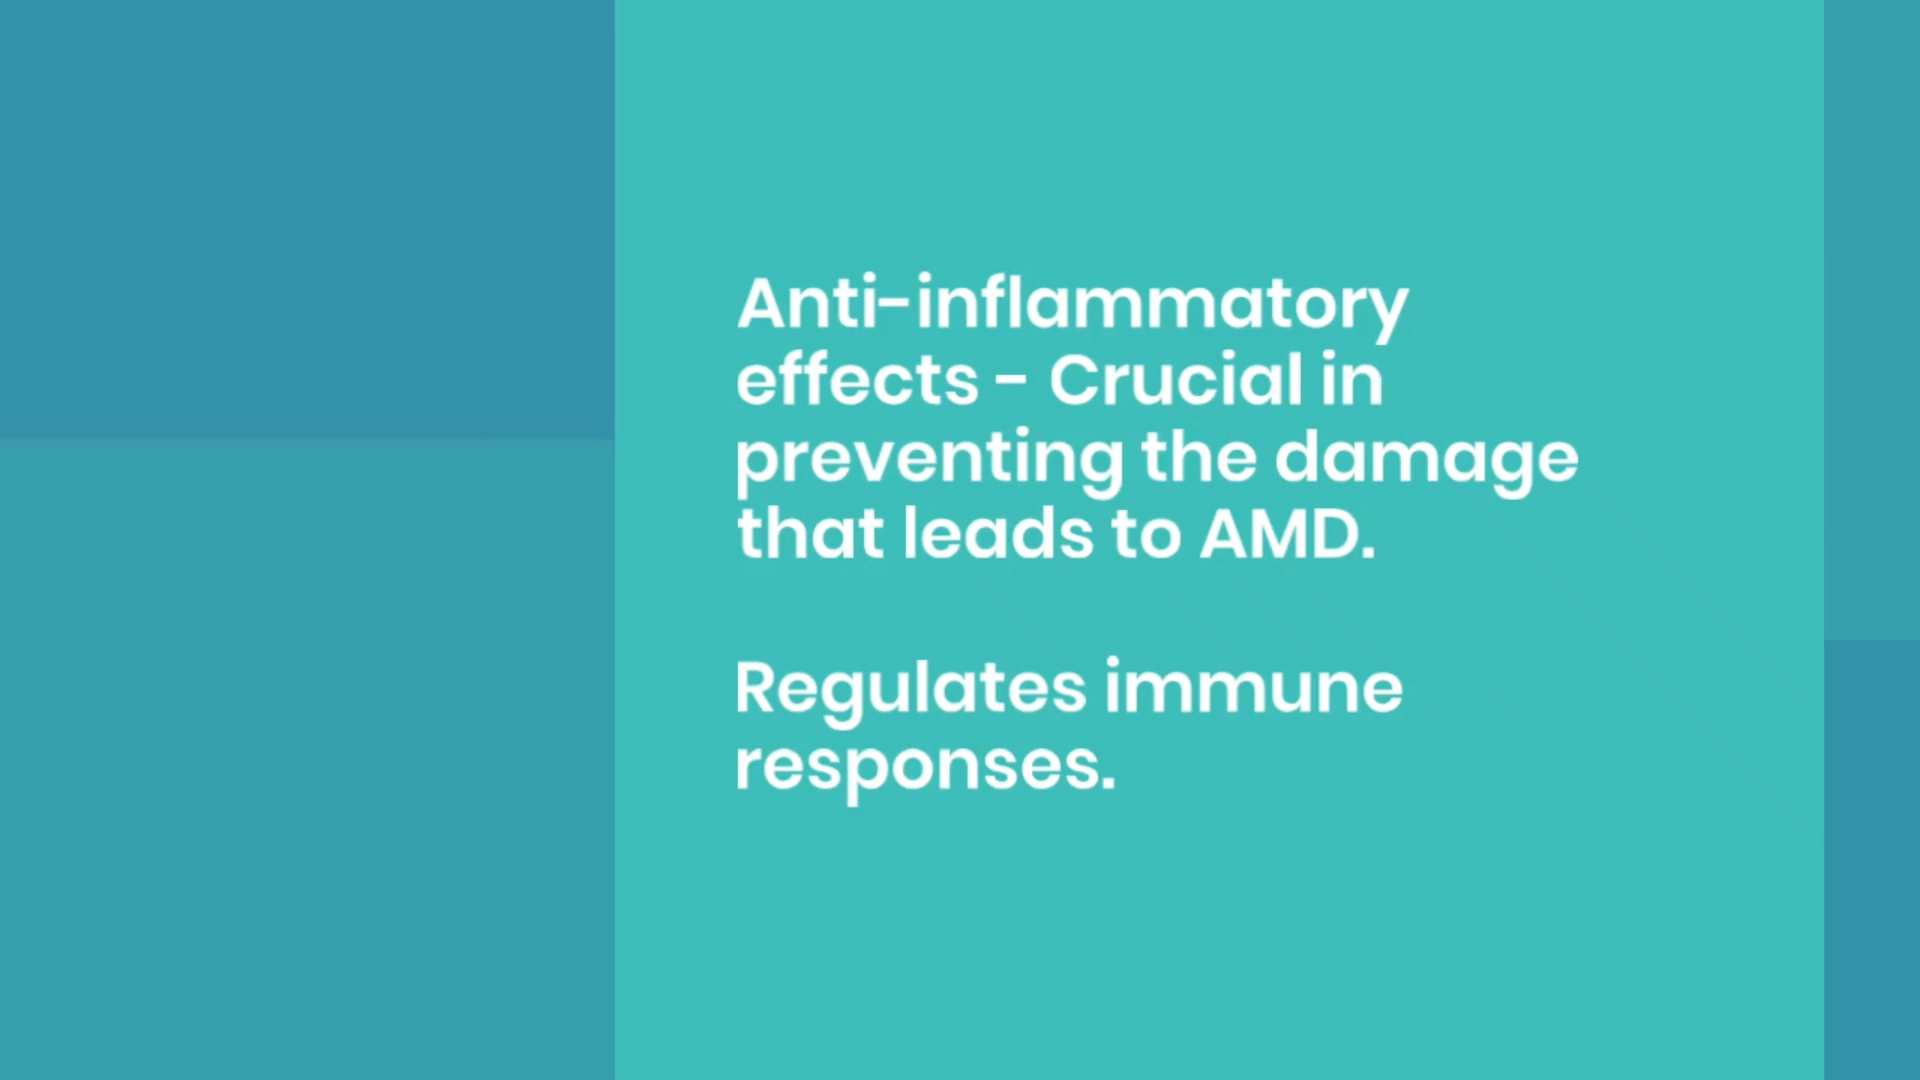 Anti-inflammatory
effects - Crucial in
preventing the damage
that leads to AMD.
Regulates immune
responses.